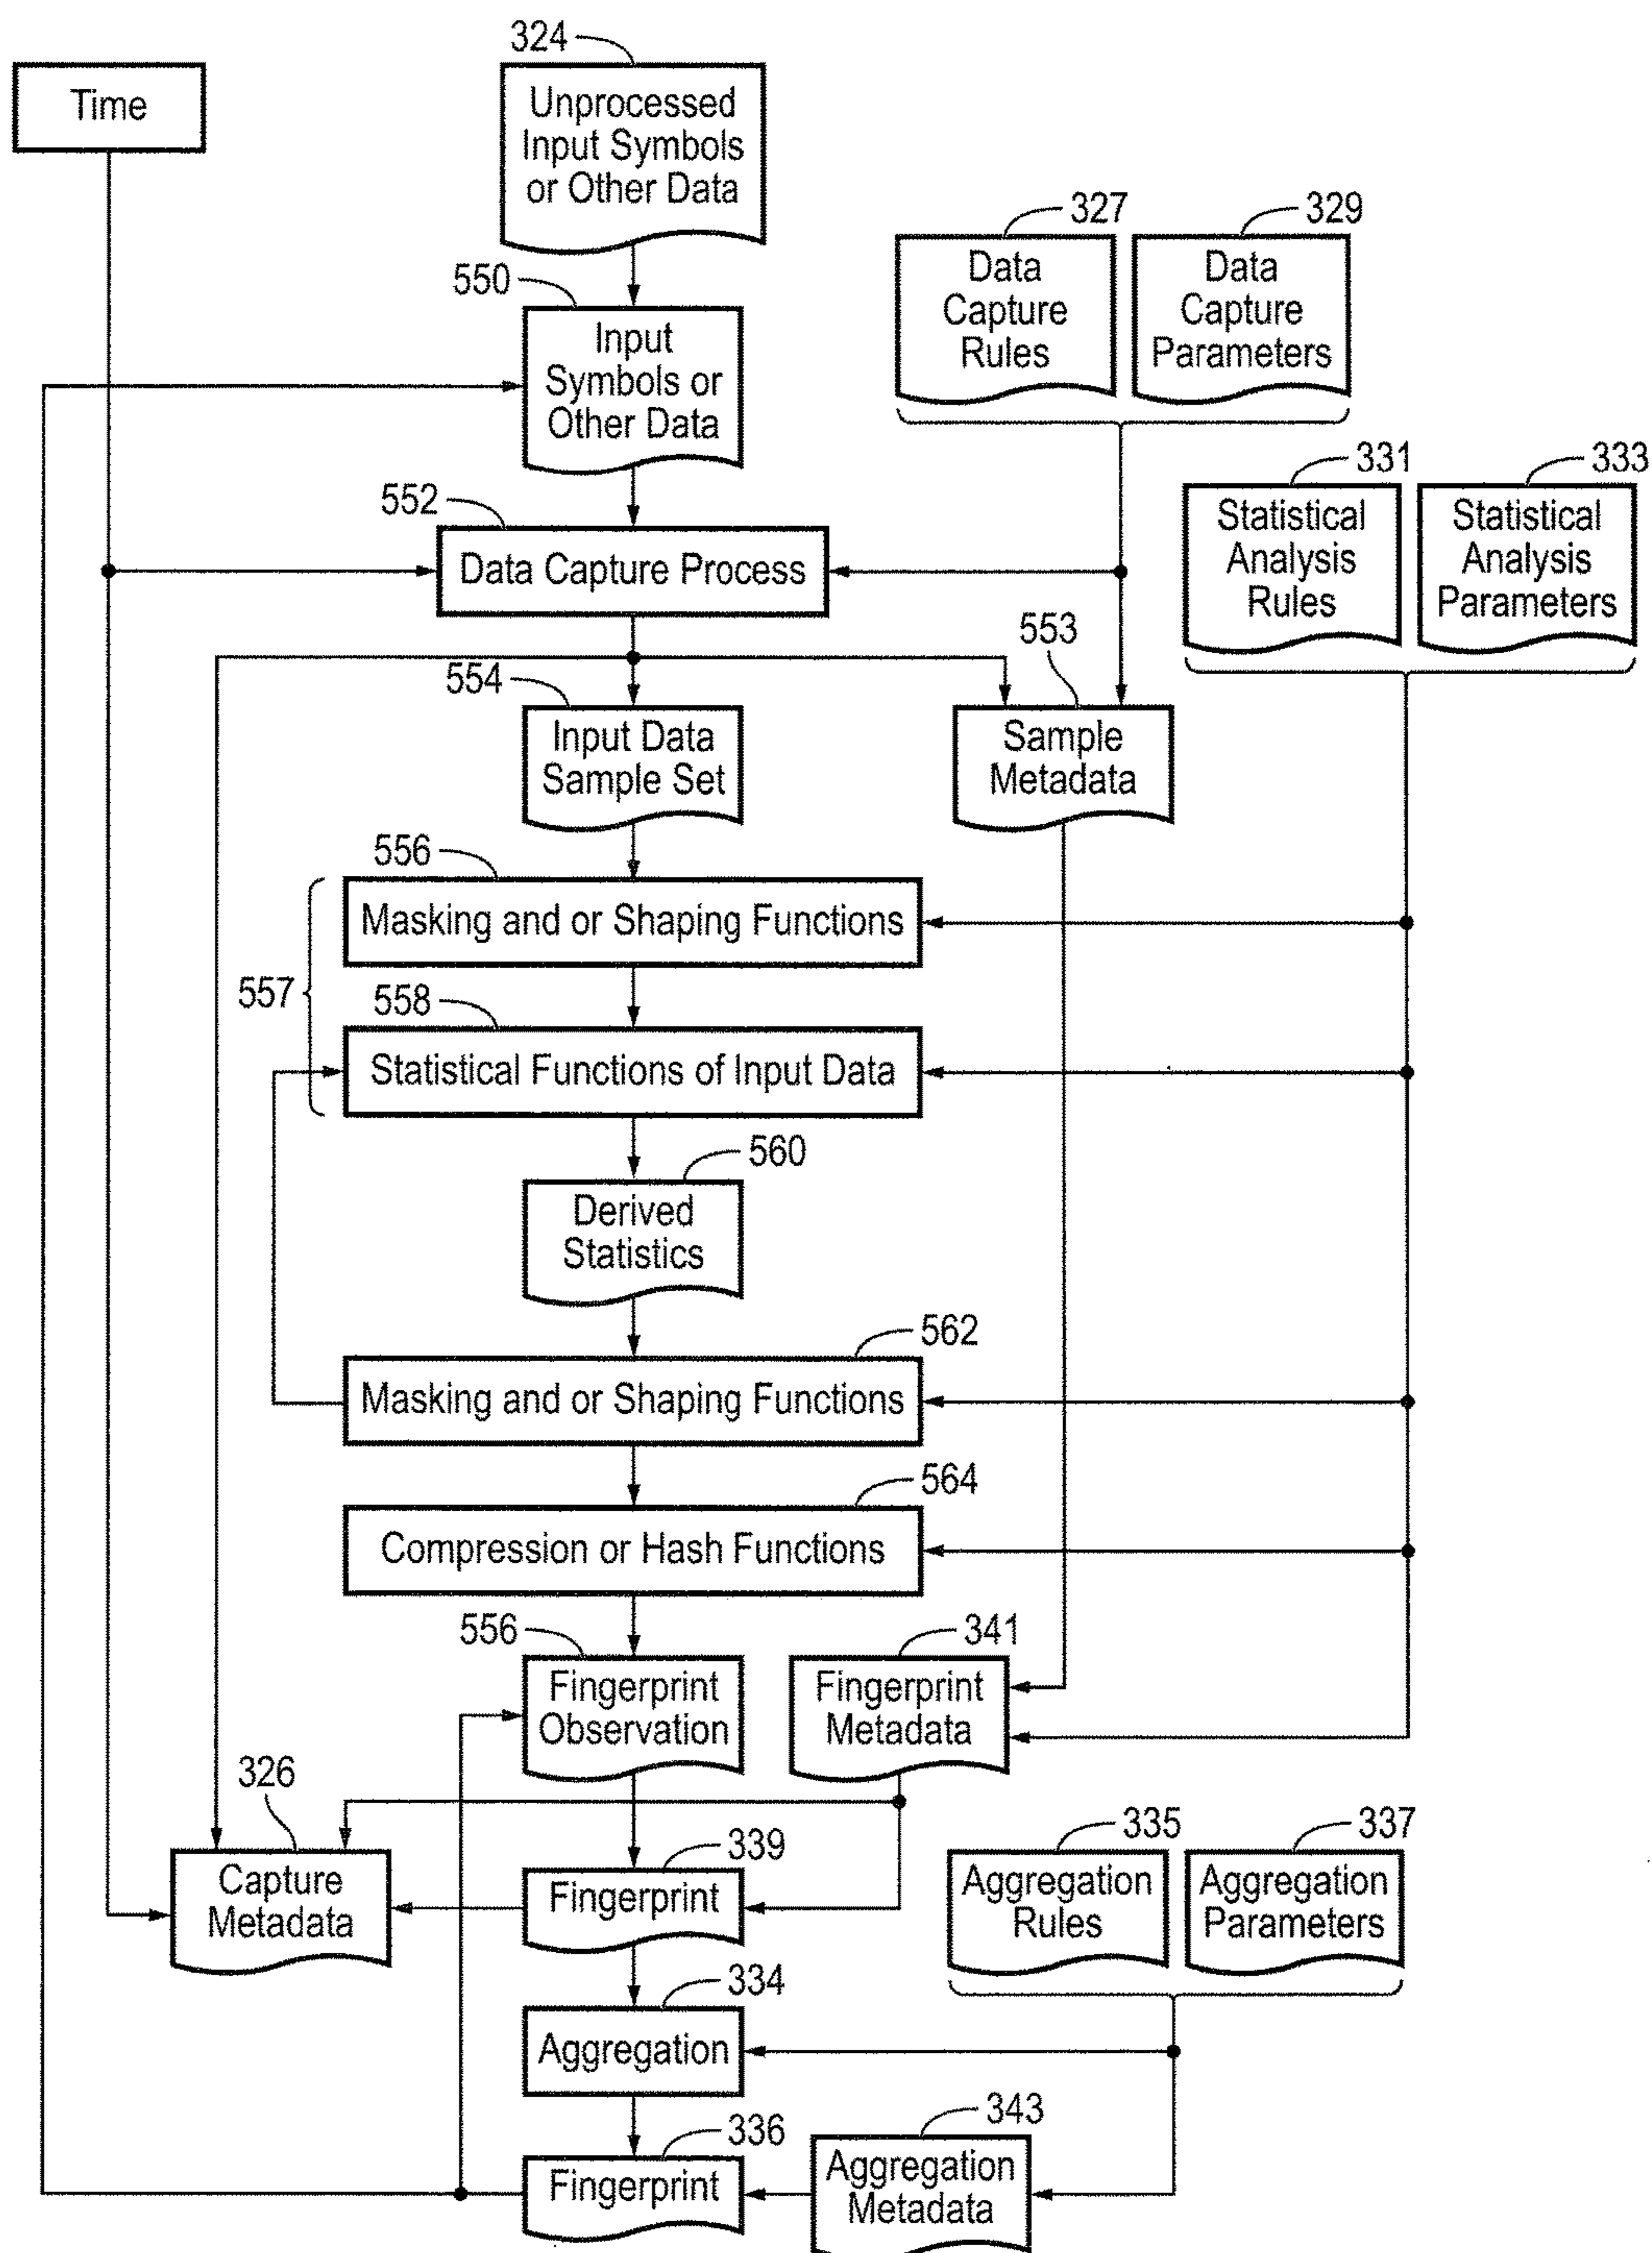 324
Time
Unprocessed
Input Symbols
or Other Data
327
329
550
Data
Capture
Rules
Data
Capture
Parameters
Input
Symbols or
Other Data
331
333
552
Statistical
Analysis
Rules
Statistical
Analysis
Parameters
Data Capture Process
553
554
Input Data
Sample Set
Sample
Metadata
556
Masking and or Shaping Functions
557
558
Statistical Functions of Input Data
560
Derived
Statistics
562
Masking and or Shaping Functions
564
Compression or Hash Functions
556
341
Fingerprint
Observation
Fingerprint
Metadata
326
339
335
337
Capture
Metadata
Fingerprint
Aggregation
Rules
Aggregation
Parameters
334
Aggregation
336
343
Fingerprint
Aggregation
Metadata